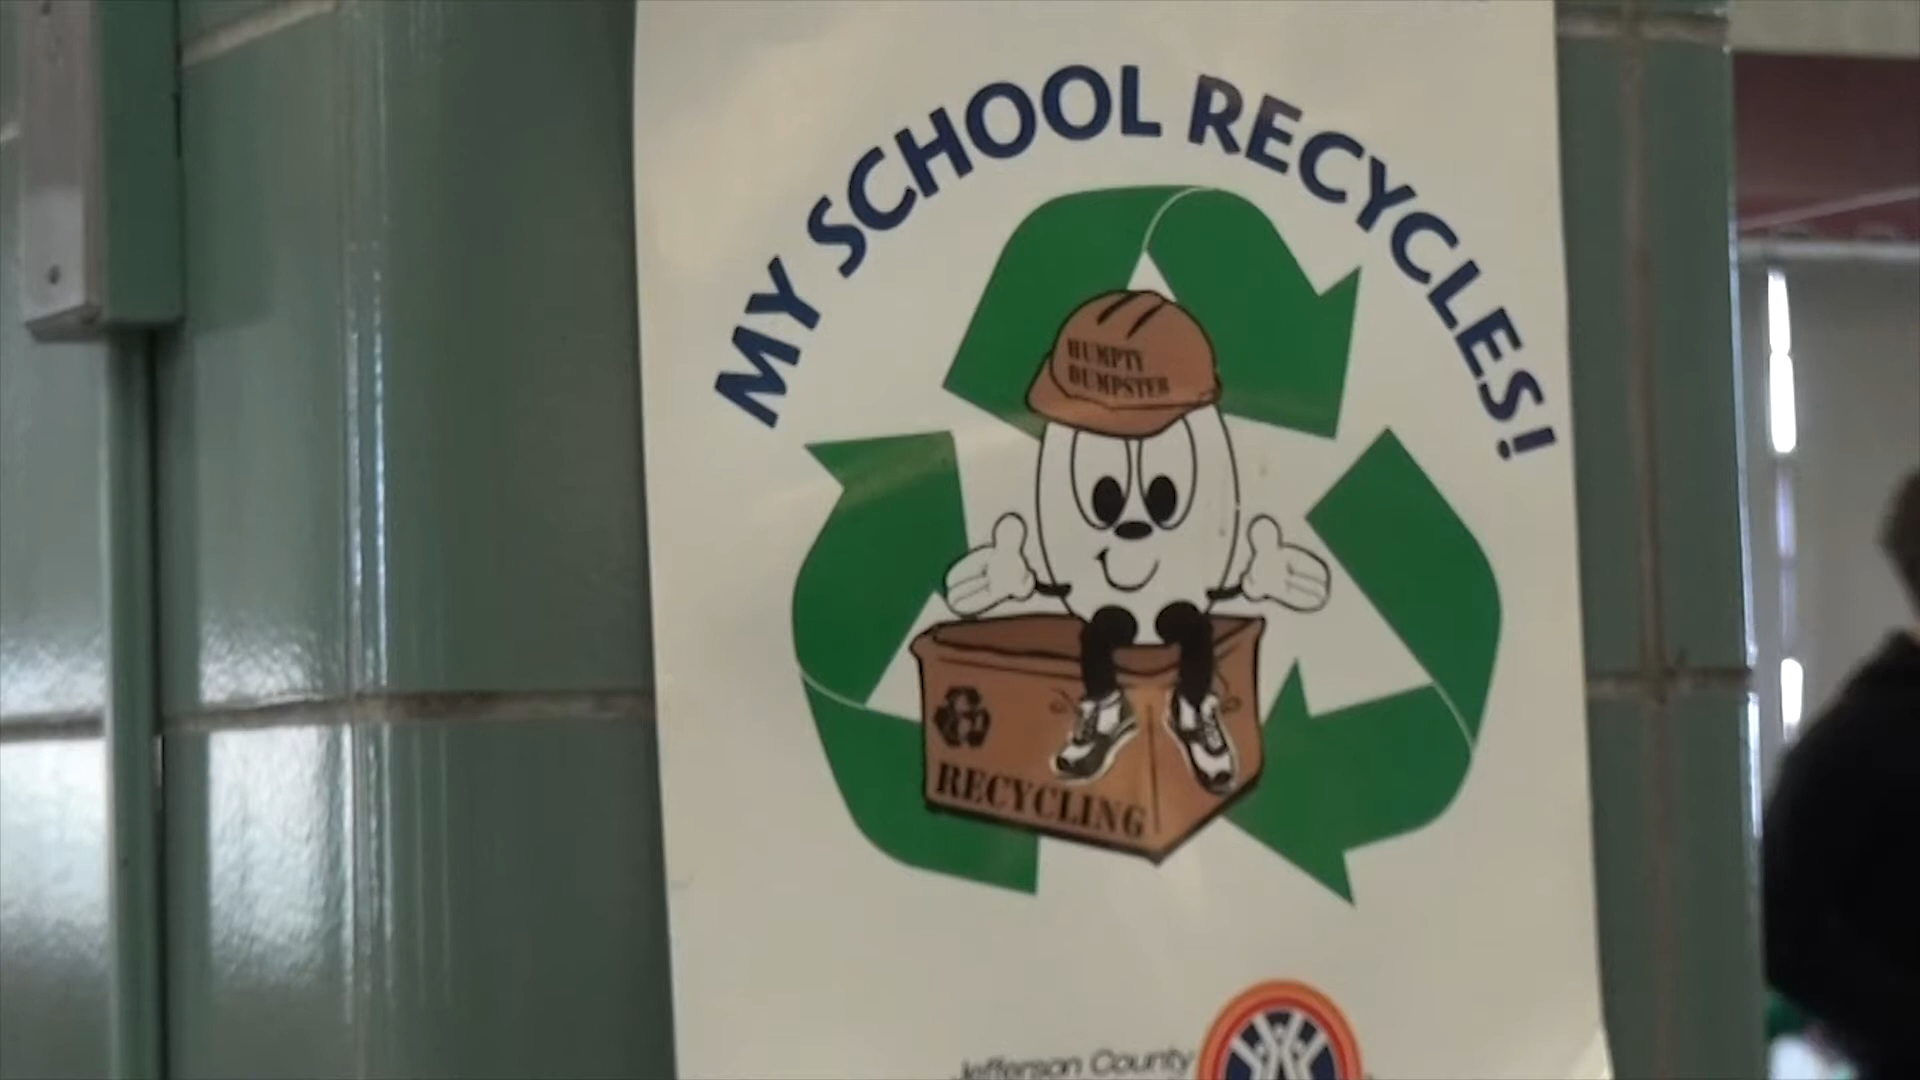 MY SCHOOL RECYCLES!
HUMPTY
DUMPSTER
RECYCLING
Jefferson County